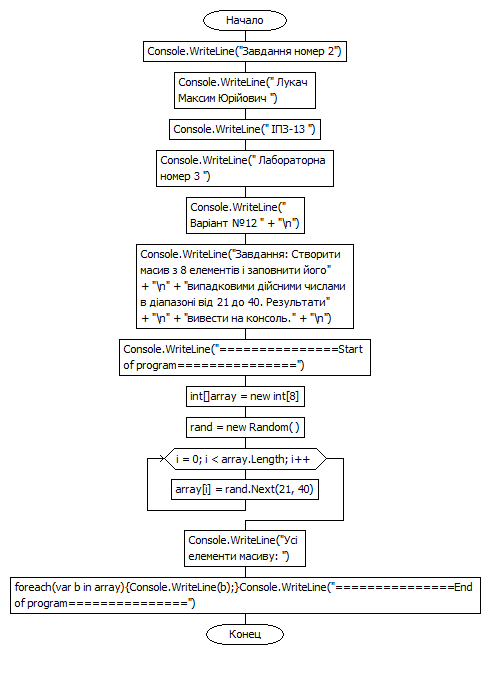 Начало
Console.WriteLine("Завдання номер 2")
Console.WriteLine(" Лукач
Максим Юрійович ")
Console.WriteLine(" ІПЗ-13 ")
Console.WriteLine(" Лабораторна
номер 3 ")
Console.WriteLine("
Варіант №12 " + "\n")
Console.WriteLine("Завдання: Створити
масив з 8 елементів і заповнити його"
+ "\n" + "випадковими дійсними числами
в діапазоні від 21 до 40. Результати"
+ "\n" + "вивести на консоль." + "\n")
Console.WriteLine("===============Start
of program===============")
int[]array = new int[8]
rand = new Random( )
i = 0; i < array.Length; i++
array[i] = rand.Next(21, 40)
Console.WriteLine("Усі
елементи масиву: ")
foreach(var b in array){Console.WriteLine(b);}Console.WriteLine("===============End
of program===============")
Конец